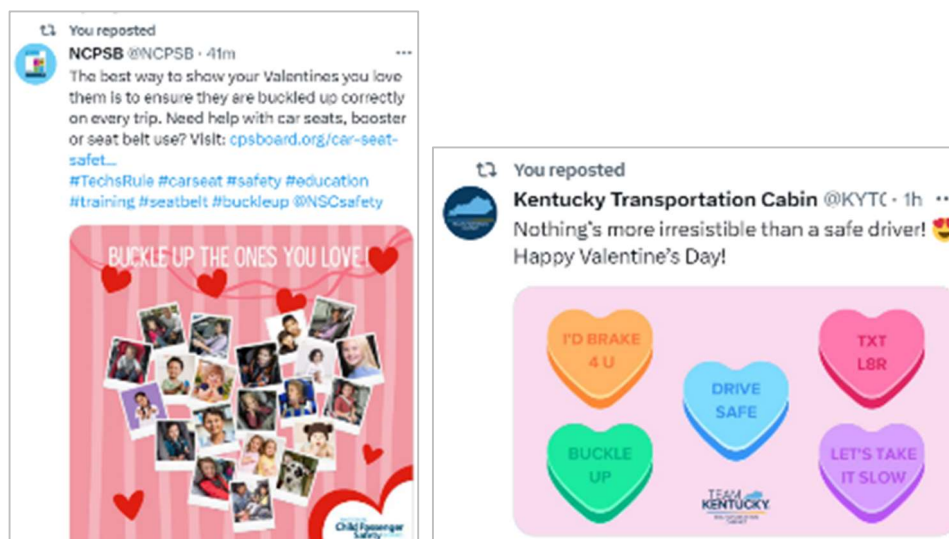 You reposted
NCPSB @NCPSB · 41m
The best way to show your Valentines you love
them is to ensure they are buckled up correctly
on every trip. Need help with car seats, booster
or seat belt use? Visit: cpsboard.org/car-seat-
safet...
#TechsRule #carseat #safety #education
#training #seatbelt #buckleup @NSCsafety
BUCKLE UP THE ONES YOU LOVE!
Child Passenger
Safety
You reposted
Kentucky Transportation Cabin @KYTC · 1h
Nothing's more irresistible than a safe driver! 😍
Happy Valentine's Day!
I'D BRAKE
4 U
TXT
L8R
DRIVE
SAFE
BUCKLE
UP
LET'S TAKE
IT SLOW
TEAM
KENTUCKY